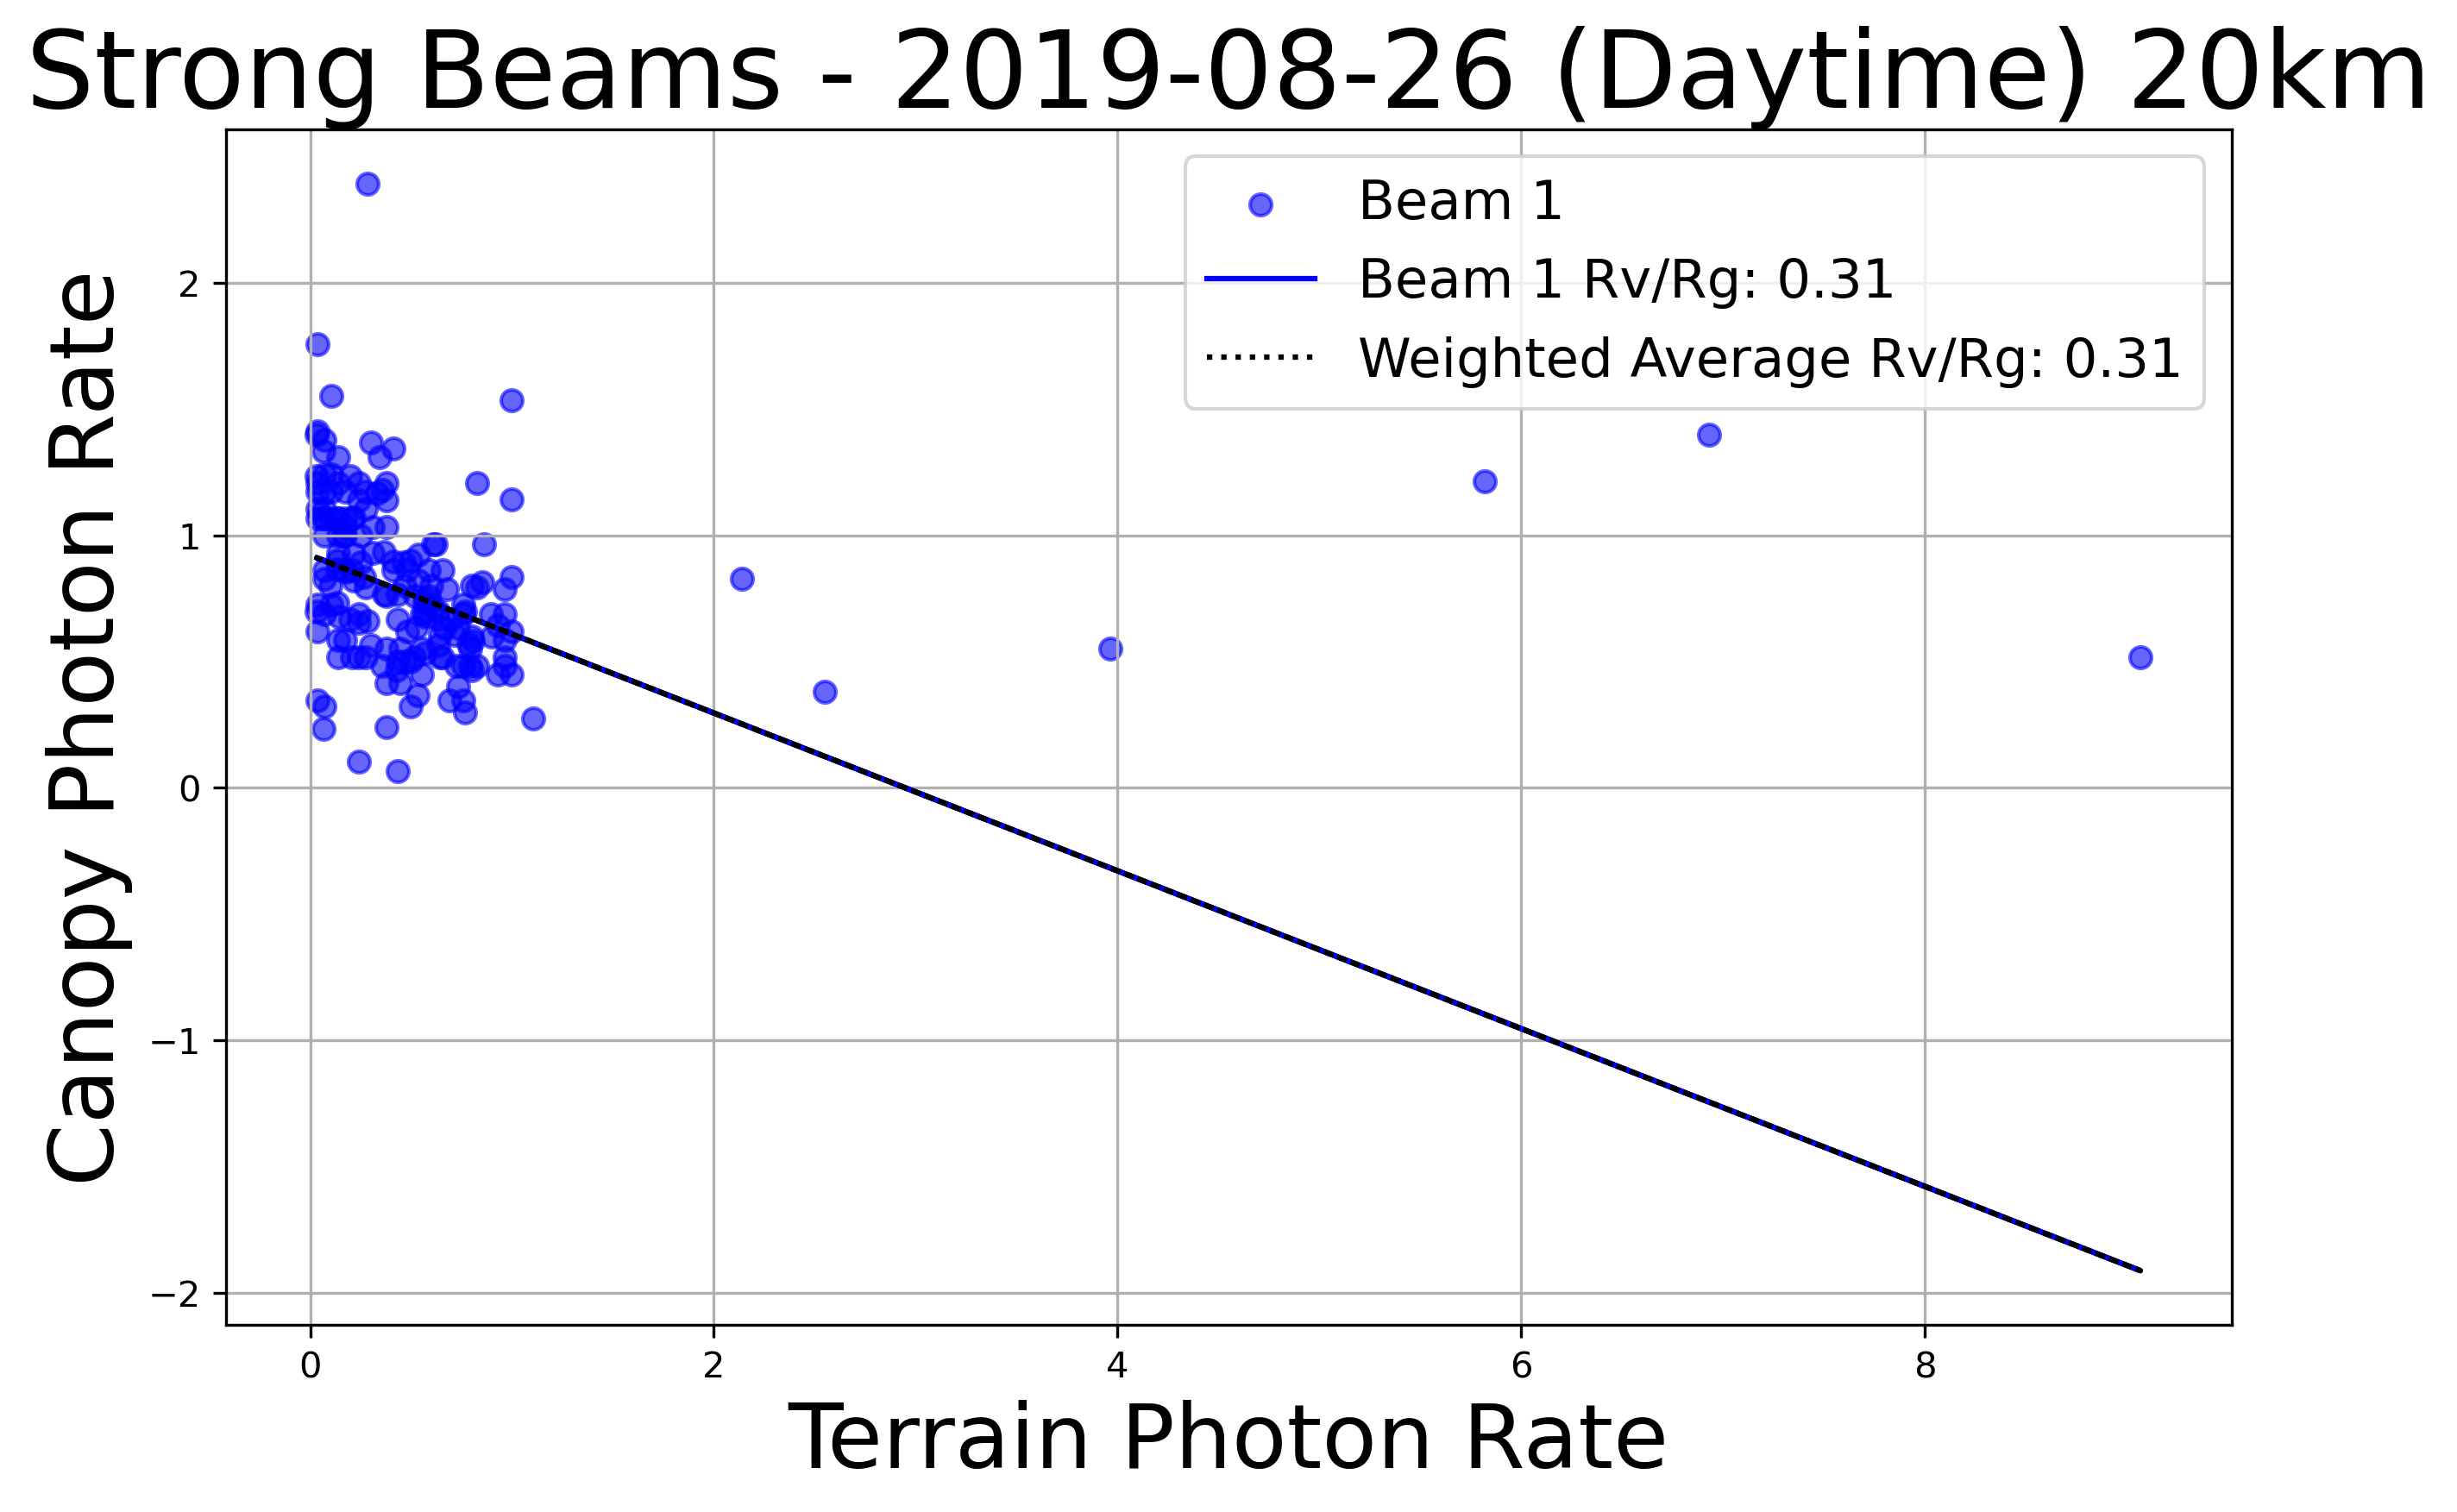 Strong Beams - 2019-08-26 (Daytime) 20km
Beam 1
Beam 1 Rv/Rg: 0.31
Weighted Average Rv/Rg: 0.31
Canopy Photon Rate
2
1
0
−1
−2
0 2 4 6 8
Terrain Photon Rate